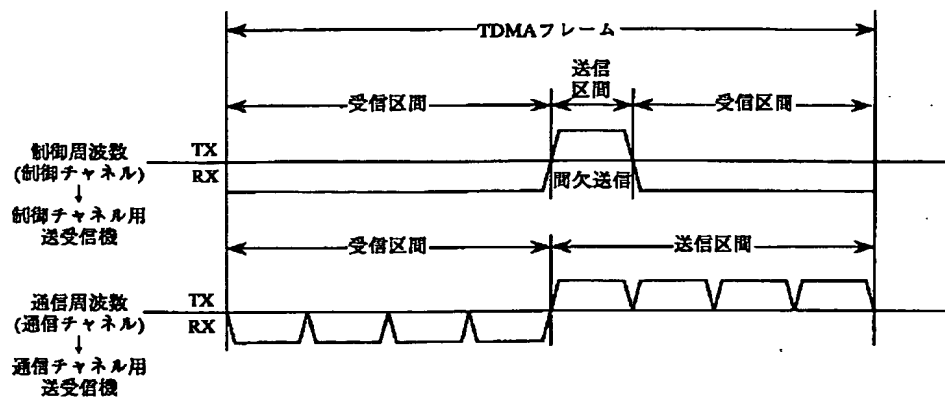 TDMAフレーム
送信
区間
受信区間
受信区間
制御周波数
(制御チャネル)
↓
制御チャネル用
送受信機
TX
RX
間欠送信
受信区間
送信区間
通信周波数
(通信チャネル)
↓
通信チャネル用
送受信機
TX
RX